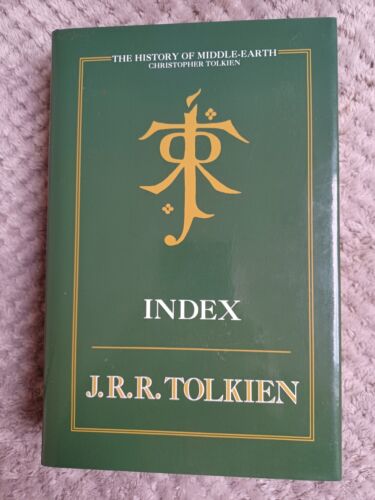 THE HISTORY OF MIDDLE-EARTH
CHRISTOPHER TOLKIEN
INDEX
J.R.R. TOLKIEN